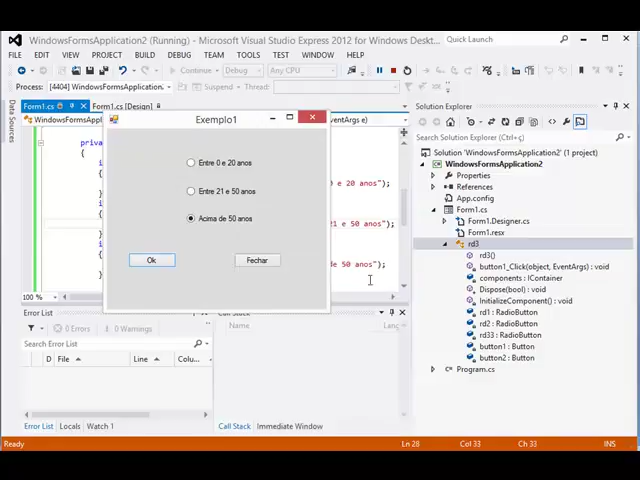 WindowsFormsApplication2 (Running) - Microsoft Visual Studio Express 2012 for Windows Deskt...
Quick Launch
FILE EDIT VIEW PROJECT BUILD DEBUG TEAM TOOLS TEST WINDOW HELP
Continue Debug Any CPU
Process: [4404] WindowsFormsApplication. Suspend
Form1.cs Form1.cs [Design]
Solution Explorer
Data Sources
Exemplo1
EventArgs e)
Search Solution Explorer (Ctrl+ç)
priva
{
Entre 0 e 20 anos
0 e 20 anos");
Entre 21 e 50 anos
21 e 50 anos");
Acima de 50 anos
de 50 anos");
Ok
Fechar
100 %
Solution 'WindowsFormsApplication2' (1 project)
WindowsFormsApplication2
Properties
References
App.config
Form1.cs
Form1.Designer.cs
Form1.resx
rd3
rd3()
button1_Click(object, EventArgs) : void
components : IContainer
Dispose(bool) : void
InitializeComponent() : void
rd1 : RadioButton
rd2 : RadioButton
rd33 : RadioButton
button1 : Button
button2 : Button
Program.cs
Error List
0 Errors
0 Warnings
Search Error List
D File Line Colu...
Name
Error List Locals Watch 1
Call Stack Immediate Window
Ready
Ln 28 Col 33 Ch 33 INS